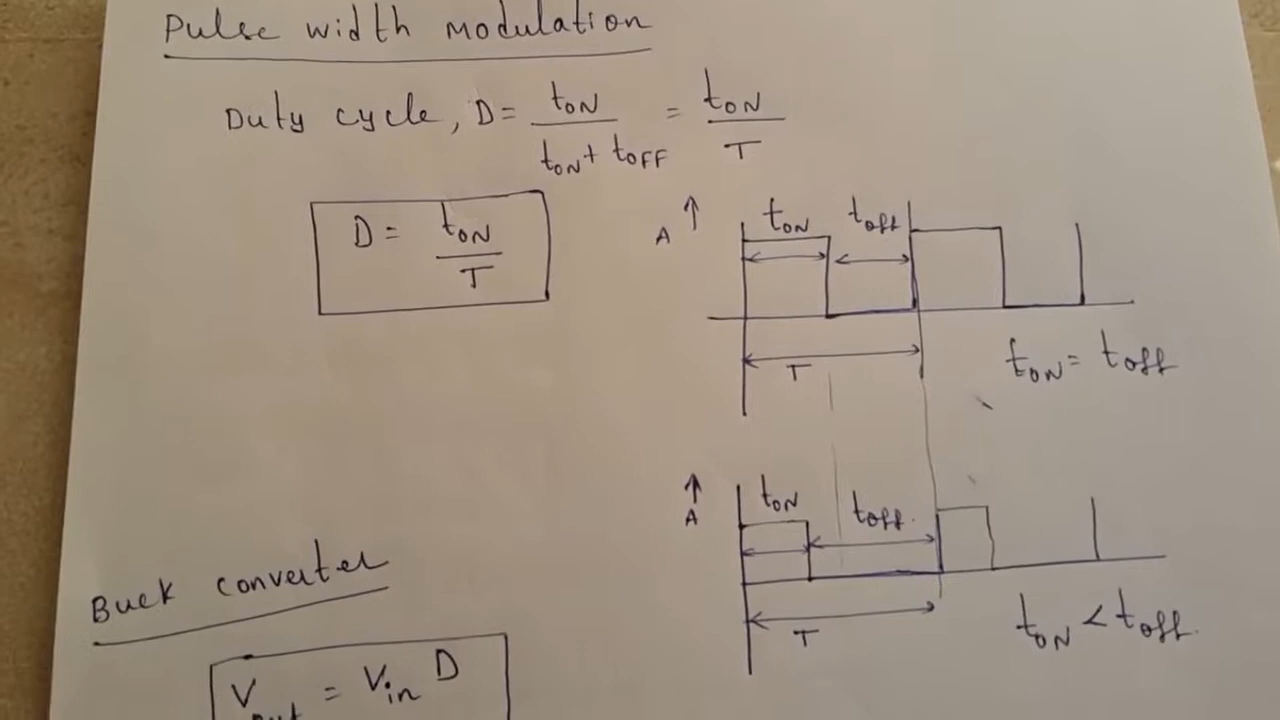 Pulse width modulation
Duty cycle, D = tON / tON + tOFF = tON / T
D = tON / T
A ↑ tON toff
T
tON = toff
A ↑ tON toff.
T
tON < toff.
Buck converter
Vout = Vin D